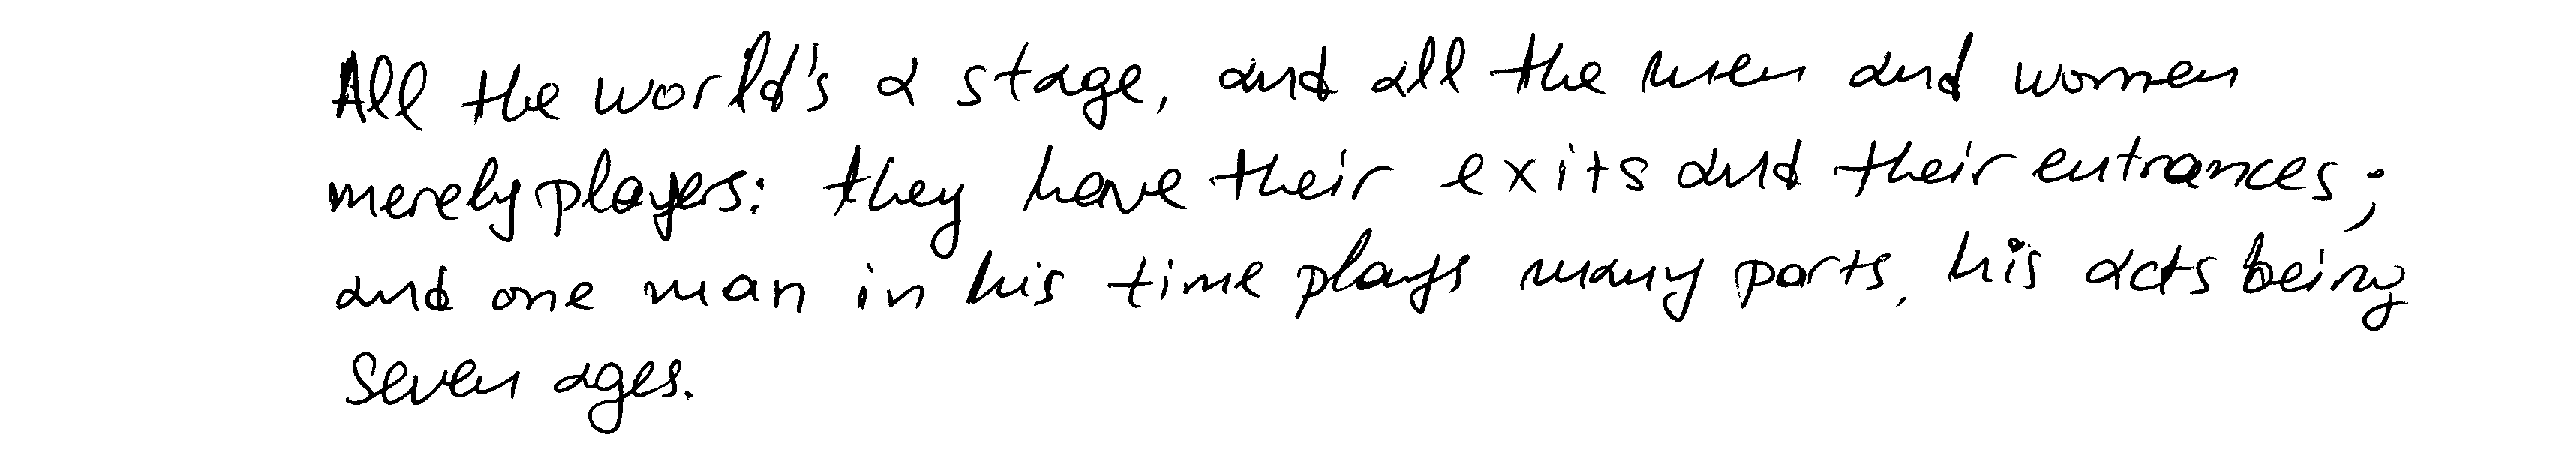 All the world's a stage, and all the men and women
merely players: they have their exits and their entrances;
and one man in his time plays many parts, his acts being
seven ages.